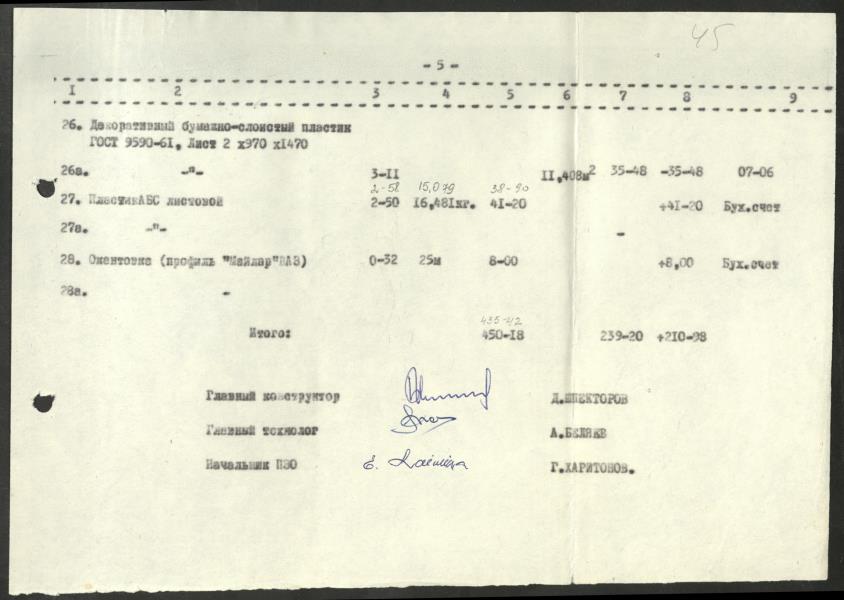 45
- 5 -
I 2 3 4 5 6 7 8 9
26. Декоративный бумажно-слоистый пластик
ГОСТ 9590-61, Лист 2 х970 х1470
26а. -"- 3-11 11,408м2 35-48 -35-48 07-06
2-58 15,079 38-90
27. ПластикАБС листовой 2-50 16,481кг. 41-20 +41-20 Бух.счет
27а. -"- -
28. Окантовка (профиль "Майлар"ВАЗ) 0-32 25м 8-00 +8,00 Бух.счет
28а. -
435-42
Итого: 450-18 239-20 +210-98
Главный конструктор Д.ШПЕКТОРОВ
Главный технолог А.БЕЛЯЕВ
Начальник ПЭО Г.ХАРИТОНОВ.